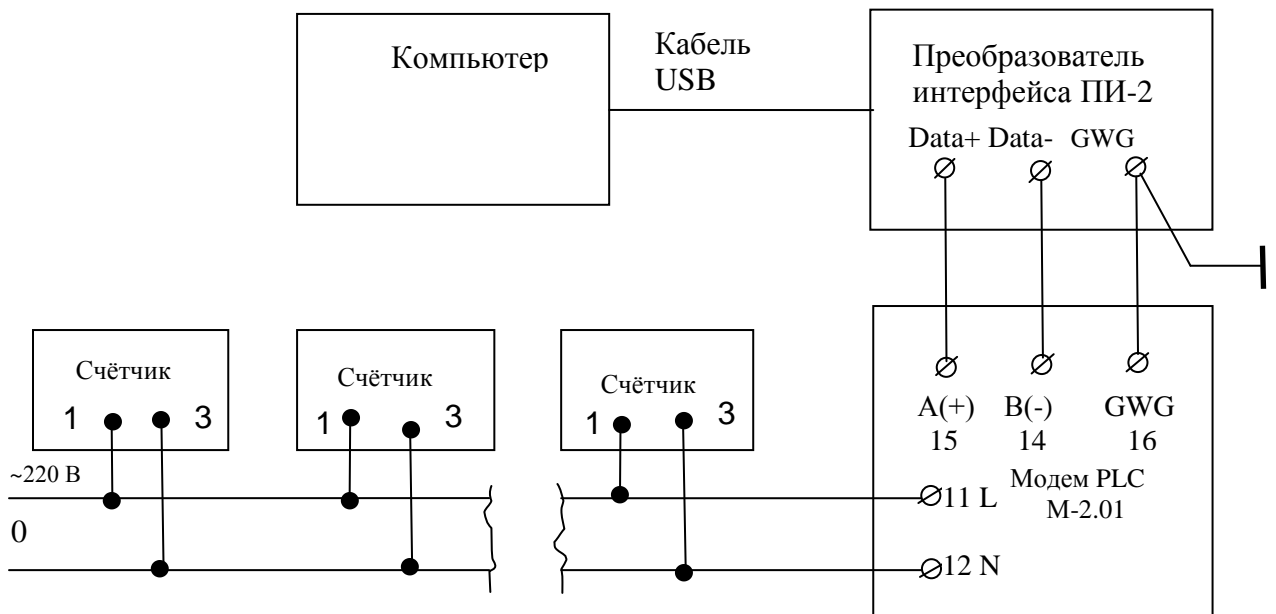 Компьютер
Кабель
USB
Преобразователь
интерфейса ПИ-2
Data+ Data- GWG
Счётчик
1 3
Счётчик
1 3
Счётчик
1 3
A(+) B(-) GWG
15 14 16
Модем PLC
М-2.01
~220 В
11 L
0
12 N